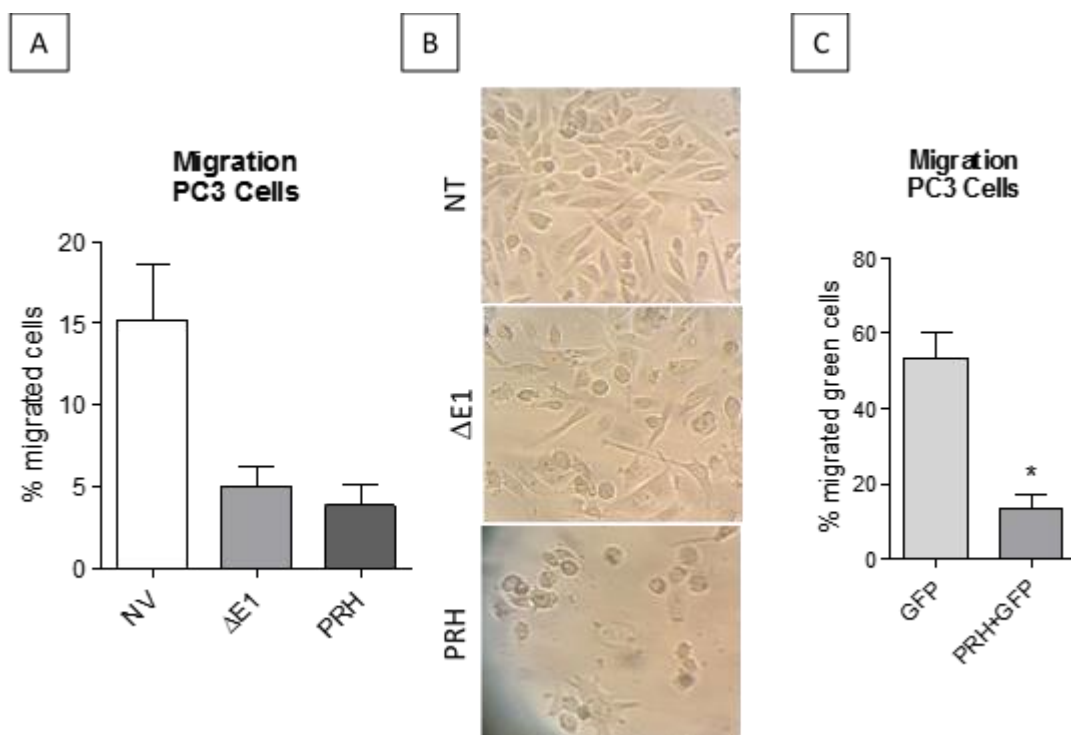 A
Migration
PC3 Cells
% migrated cells
20
15
10
5
0
NV
ΔE1
PRH
B
NT
ΔE1
PRH
C
Migration
PC3 Cells
% migrated green cells
80
60
40
20
0
*
GFP
PRH+GFP